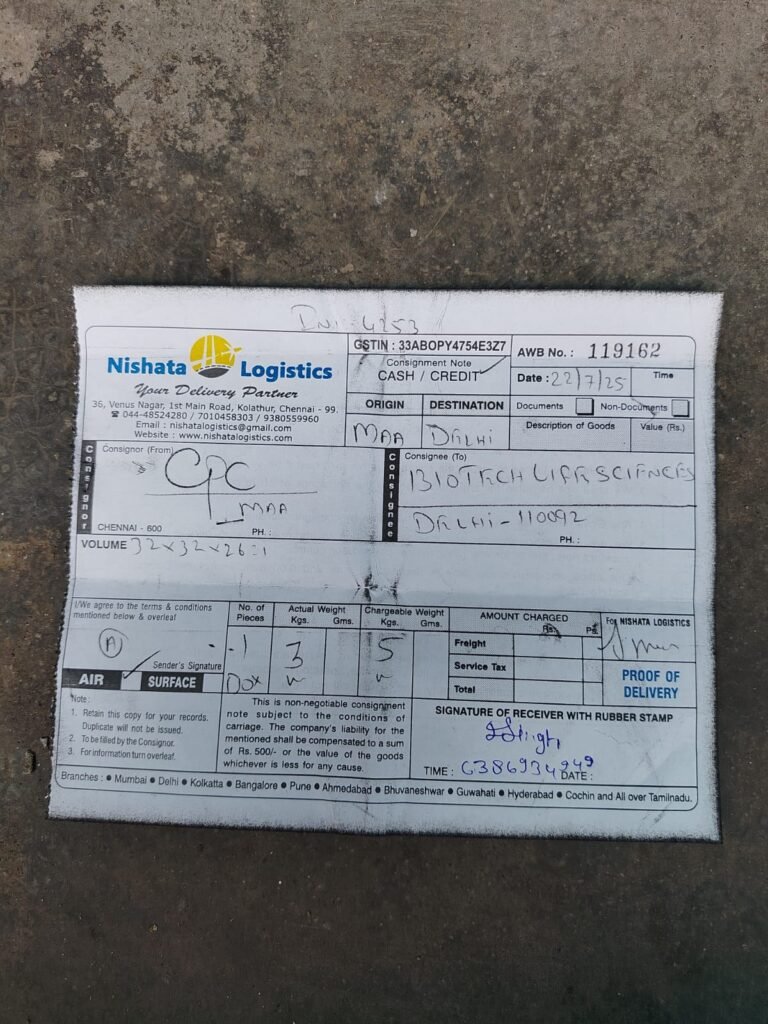 Inv 4253
Nishata Logistics
Your Delivery Partner
36, Venus Nagar, 1st Main Road, Kolathur, Chennai - 99.
☎ 044-48524280 / 7010458303 / 9380559960
Email : nishatalogistics@gmail.com
Website : www.nishatalogistics.com
GSTIN : 33ABOPY4754E3Z7
Consignment Note
CASH / CREDIT
ORIGIN DESTINATION
MAA DELHI
AWB No. : 119162
Date : 22/7/25 Time
Documents Non-Documents
Description of Goods Value (Rs.)
Consignor
Consignor (From)
CPC
MAA
CHENNAI - 600 PH. :
Consignee
Consignee (To)
BIOTECH LIFE SCIENCES
DELHI - 110092
PH. :
VOLUME 32 x 32 x 26 : 1
I/We agree to the terms & conditions
mentioned below & overleaf
A
Sender's Signature
AIR SURFACE
No. of Pieces
1
Box
Actual Weight
Kgs. Gms.
3
Chargeable Weight
Kgs. Gms.
5
AMOUNT CHARGED
Rs. Ps.
Freight
Service Tax
Total
For NISHATA LOGISTICS
PROOF OF
DELIVERY
Note :
1. Retain this copy for your records.
Duplicate will not be issued.
2. To be filled by the Consignor.
3. For information turn overleaf.
This is non-negotiable consignment
note subject to the conditions of
carriage. The company's liability for the
mentioned shall be compensated to a sum
of Rs. 500/- or the value of the goods
whichever is less for any cause.
SIGNATURE OF RECEIVER WITH RUBBER STAMP
TIME : 6386934949 DATE :
Branches : ● Mumbai ● Delhi ● Kolkatta ● Bangalore ● Pune ● Ahmedabad ● Bhuvaneshwar ● Guwahati ● Hyderabad ● Cochin and All over Tamilnadu.